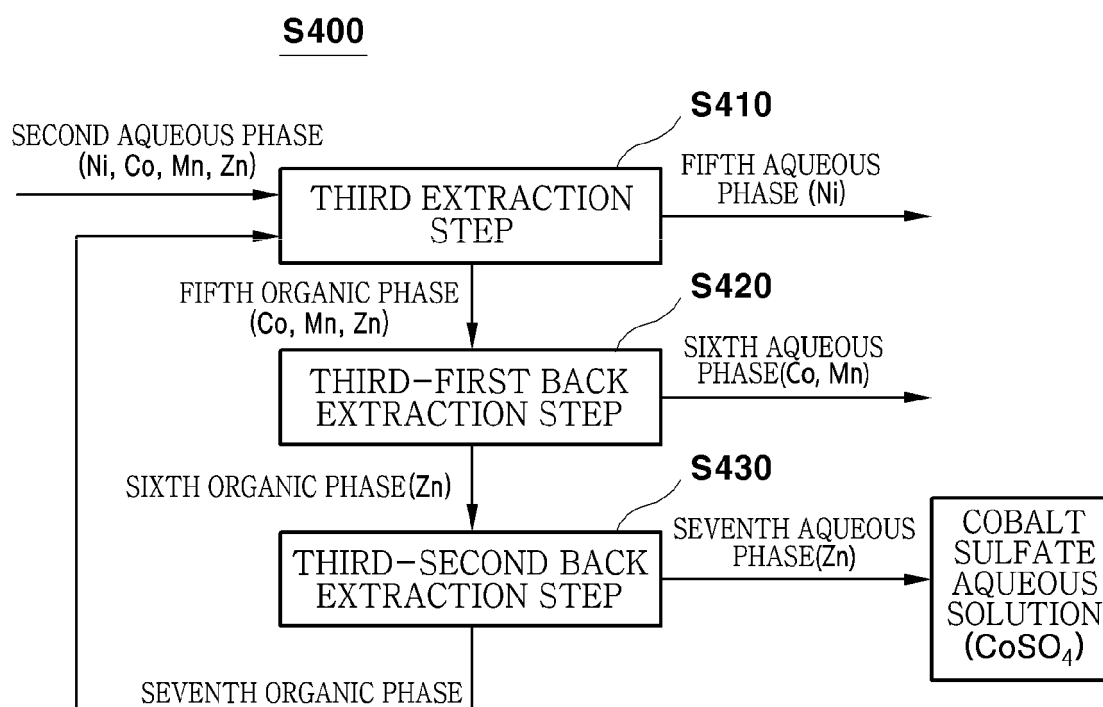 S400
S410
SECOND AQUEOUS PHASE
(Ni, Co, Mn, Zn)
THIRD EXTRACTION
STEP
FIFTH AQUEOUS
PHASE (Ni)
FIFTH ORGANIC PHASE
(Co, Mn, Zn)
S420
THIRD-FIRST BACK
EXTRACTION STEP
SIXTH AQUEOUS
PHASE(Co, Mn)
SIXTH ORGANIC PHASE(Zn)
S430
THIRD-SECOND BACK
EXTRACTION STEP
SEVENTH AQUEOUS
PHASE(Zn)
COBALT
SULFATE
AQUEOUS
SOLUTION
(CoSO₄)
SEVENTH ORGANIC PHASE